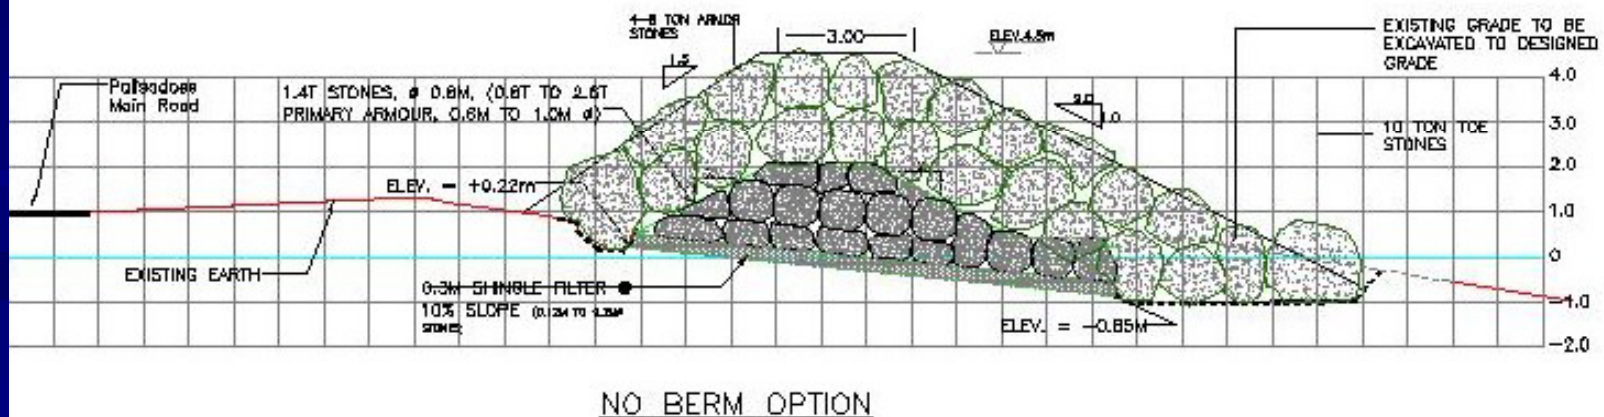 4-8 TON ARMOR
STONES
3.00
ELEV.4.5m
EXISTING GRADE TO BE
EXCAVATED TO DESIGNED
GRADE
Palisadoes
Main Road
1.5
1.4T STONES, ø 0.8M, (0.8T TO 2.6T
PRIMARY ARMOUR, 0.6M TO 1.0M ø)
4.0
3.0
2.0
1.0
0
-1.0
-2.0
1.0
10 TON TOE
STONES
ELEV. = +0.22m
EXISTING EARTH
0.3M SHINGLE FILTER
10% SLOPE
STONE)
ELEV. = -0.85M
NO BERM OPTION